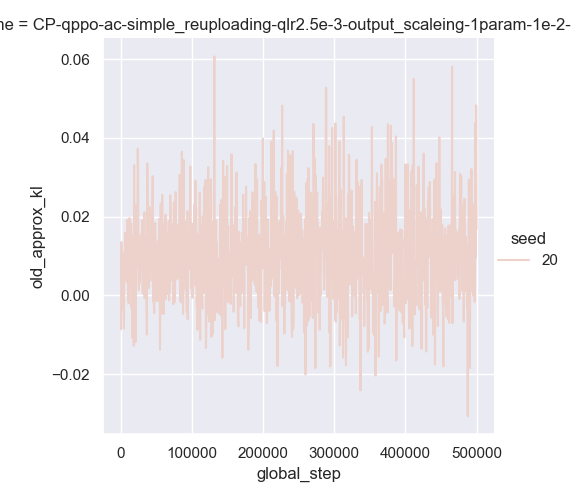 ne = CP-qppo-ac-simple_reuploading-qlr2.5e-3-output_scaleing-1param-1e-2-
0.06
0.04
0.02
0.00
−0.02
old_approx_kl
seed
20
0 100000 200000 300000 400000 500000
global_step